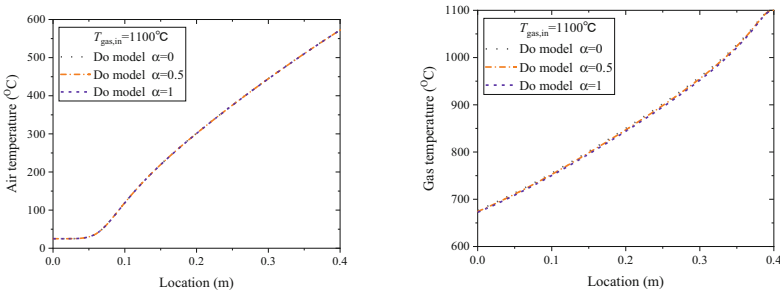 T_gas,in=1100℃
Do model α=0
Do model α=0.5
Do model α=1
600
500
400
300
200
100
0
Air temperature (°C)
0.0 0.1 0.2 0.3 0.4
Location (m)
T_gas,in=1100℃
Do model α=0
Do model α=0.5
Do model α=1
1100
1000
900
800
700
600
Gas temperature (°C)
0.0 0.1 0.2 0.3 0.4
Location (m)